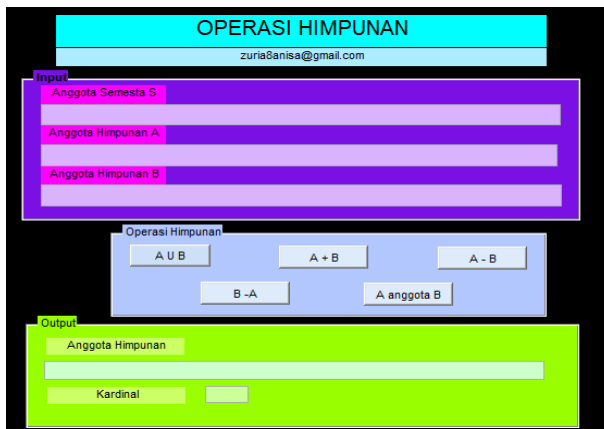 OPERASI HIMPUNAN
zuria8anisa@gmail.com
Input
Anggota Semesta S
Anggota Himpunan A
Anggota Himpunan B
Operasi Himpunan
A U B
A + B
A - B
B -A
A anggota B
Output
Anggota Himpunan
Kardinal